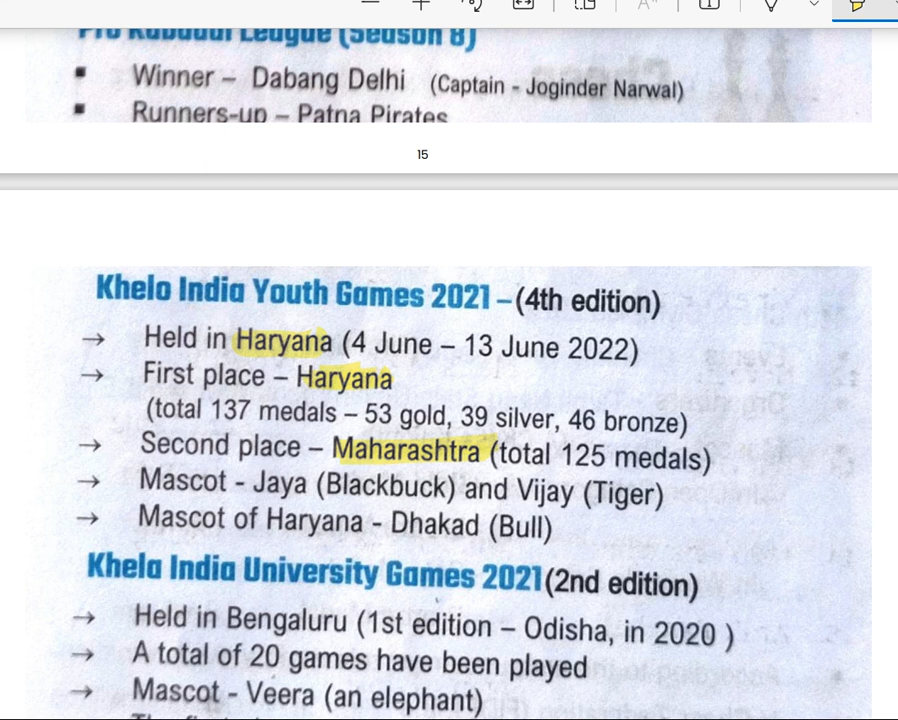 Pro Kabaddi League (Season 8)
▪ Winner – Dabang Delhi (Captain - Joginder Narwal)
▪ Runners-up – Patna Pirates
15
Khelo India Youth Games 2021 – (4th edition)
→ Held in Haryana (4 June – 13 June 2022)
→ First place – Haryana
(total 137 medals – 53 gold, 39 silver, 46 bronze)
→ Second place – Maharashtra (total 125 medals)
→ Mascot - Jaya (Blackbuck) and Vijay (Tiger)
→ Mascot of Haryana - Dhakad (Bull)
Khelo India University Games 2021 (2nd edition)
→ Held in Bengaluru (1st edition – Odisha, in 2020 )
→ A total of 20 games have been played
→ Mascot - Veera (an elephant)